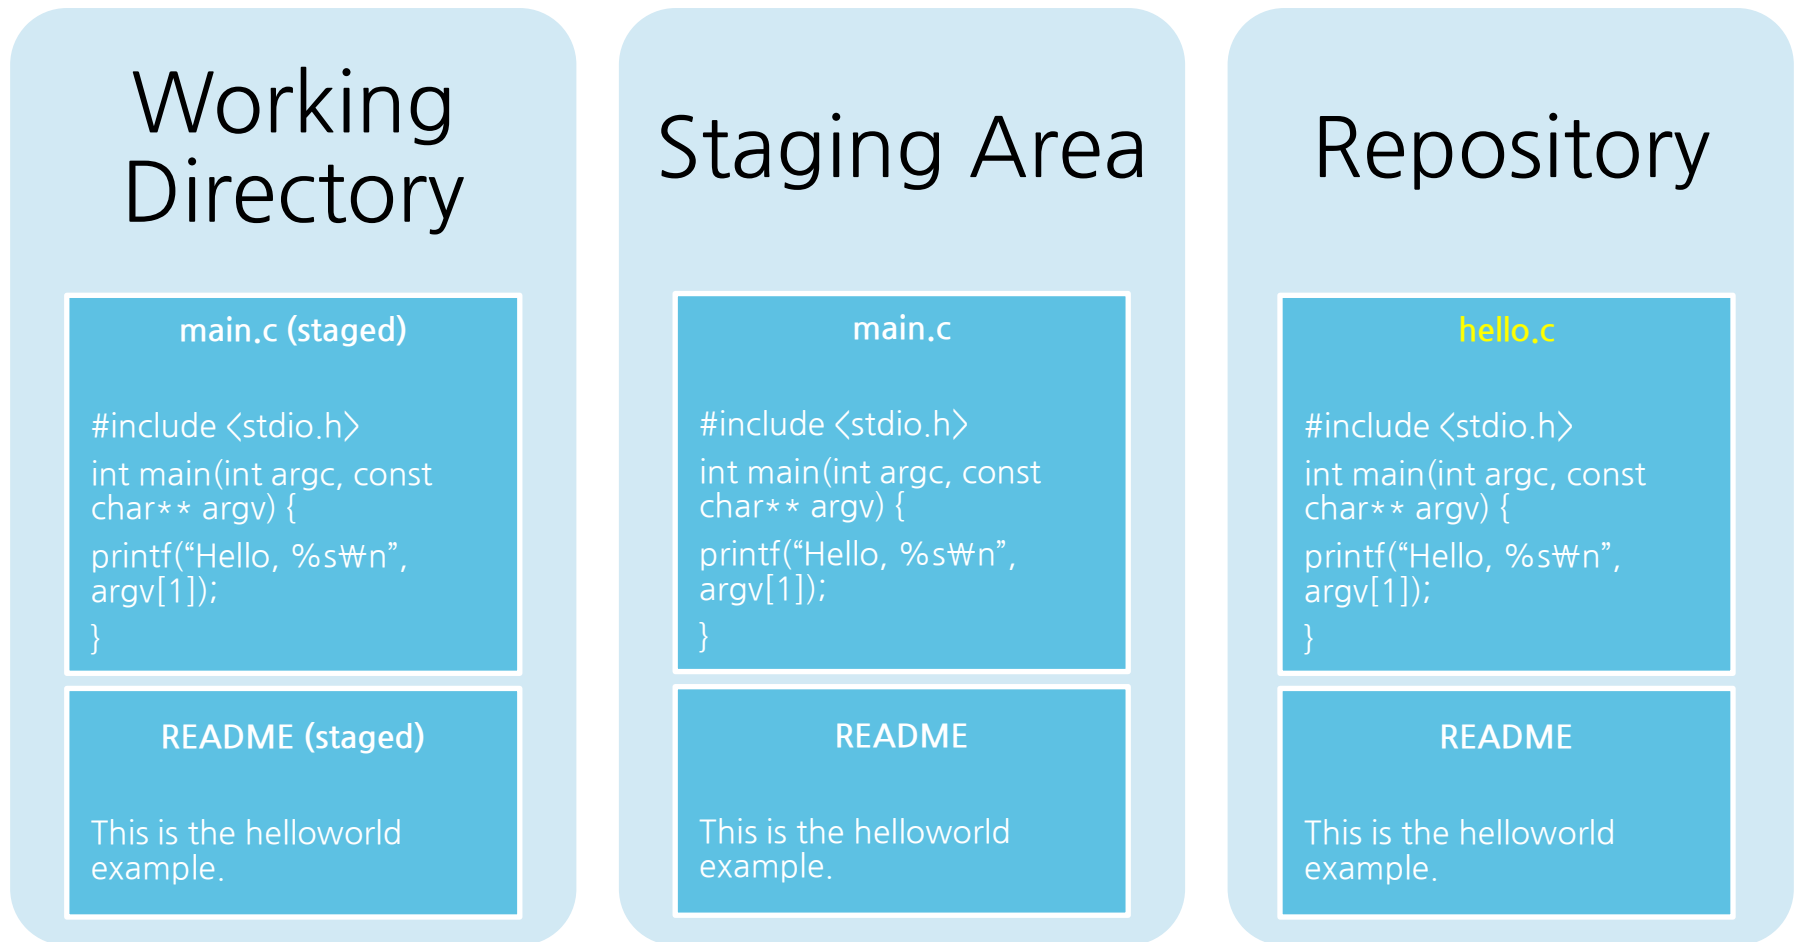 Working
Directory
main.c (staged)
#include <stdio.h>
int main(int argc, const
char** argv) {
printf(“Hello, %s₩n”,
argv[1]);
}
README (staged)
This is the helloworld
example.
Staging Area
main.c
#include <stdio.h>
int main(int argc, const
char** argv) {
printf(“Hello, %s₩n”,
argv[1]);
}
README
This is the helloworld
example.
Repository
hello.c
#include <stdio.h>
int main(int argc, const
char** argv) {
printf(“Hello, %s₩n”,
argv[1]);
}
README
This is the helloworld
example.